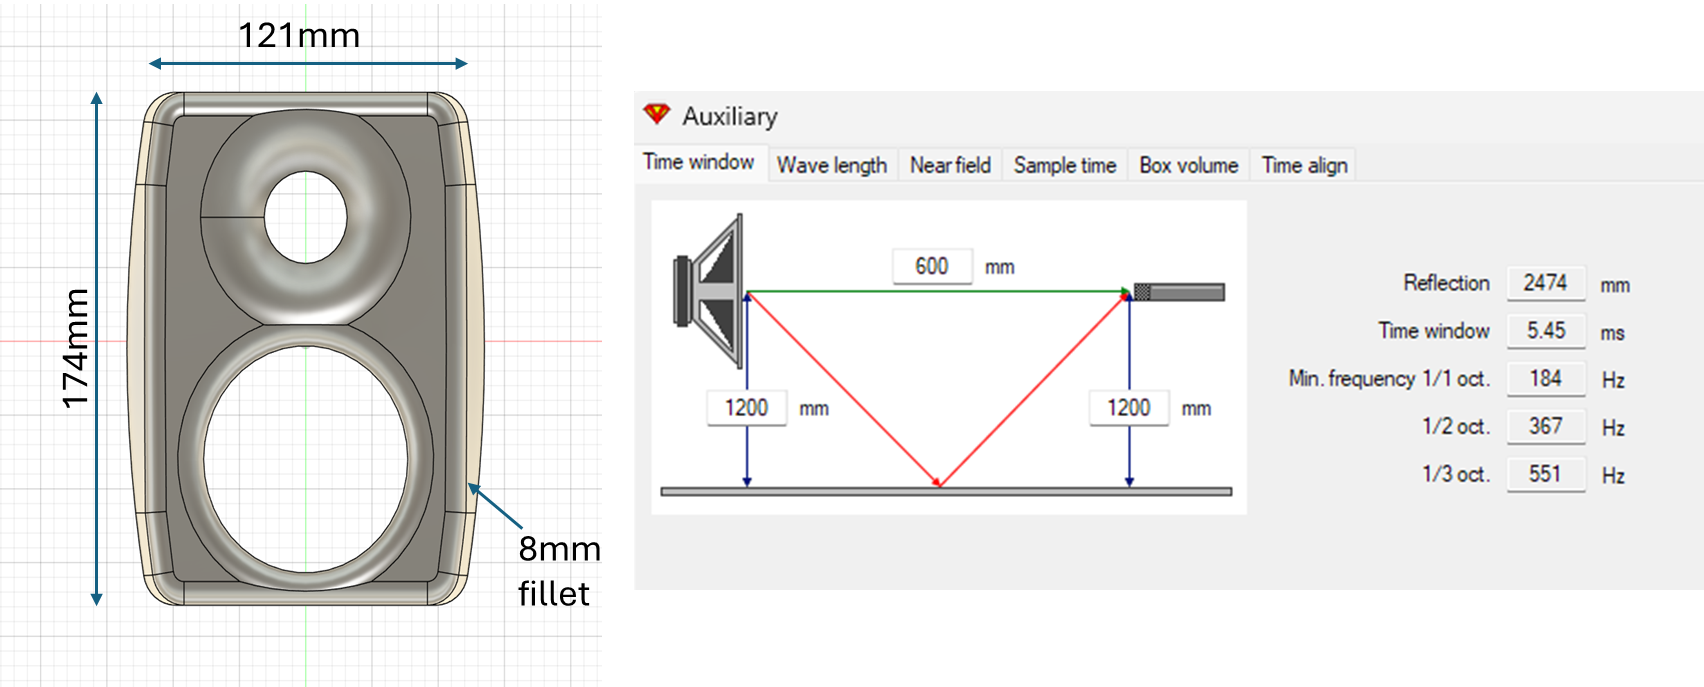 121mm
174mm
8mm
fillet
Auxiliary
Time window Wave length Near field Sample time Box volume Time align
600 mm
1200 mm
1200 mm
Reflection 2474 mm
Time window 5.45 ms
Min. frequency 1/1 oct. 184 Hz
1/2 oct. 367 Hz
1/3 oct. 551 Hz